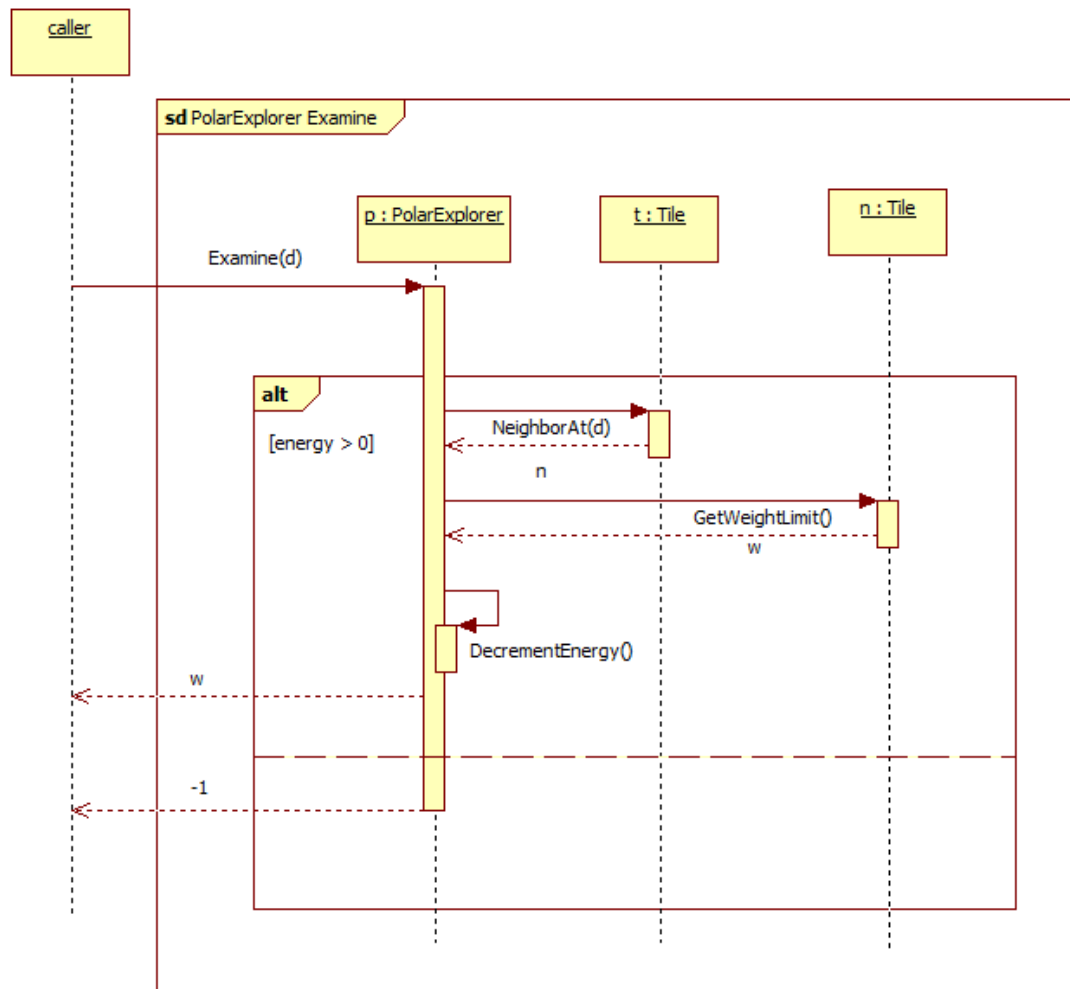 caller
sd PolarExplorer Examine
p : PolarExplorer
t : Tile
n : Tile
Examine(d)
alt
[energy > 0]
NeighborAt(d)
n
GetWeightLimit()
w
DecrementEnergy()
w
-1